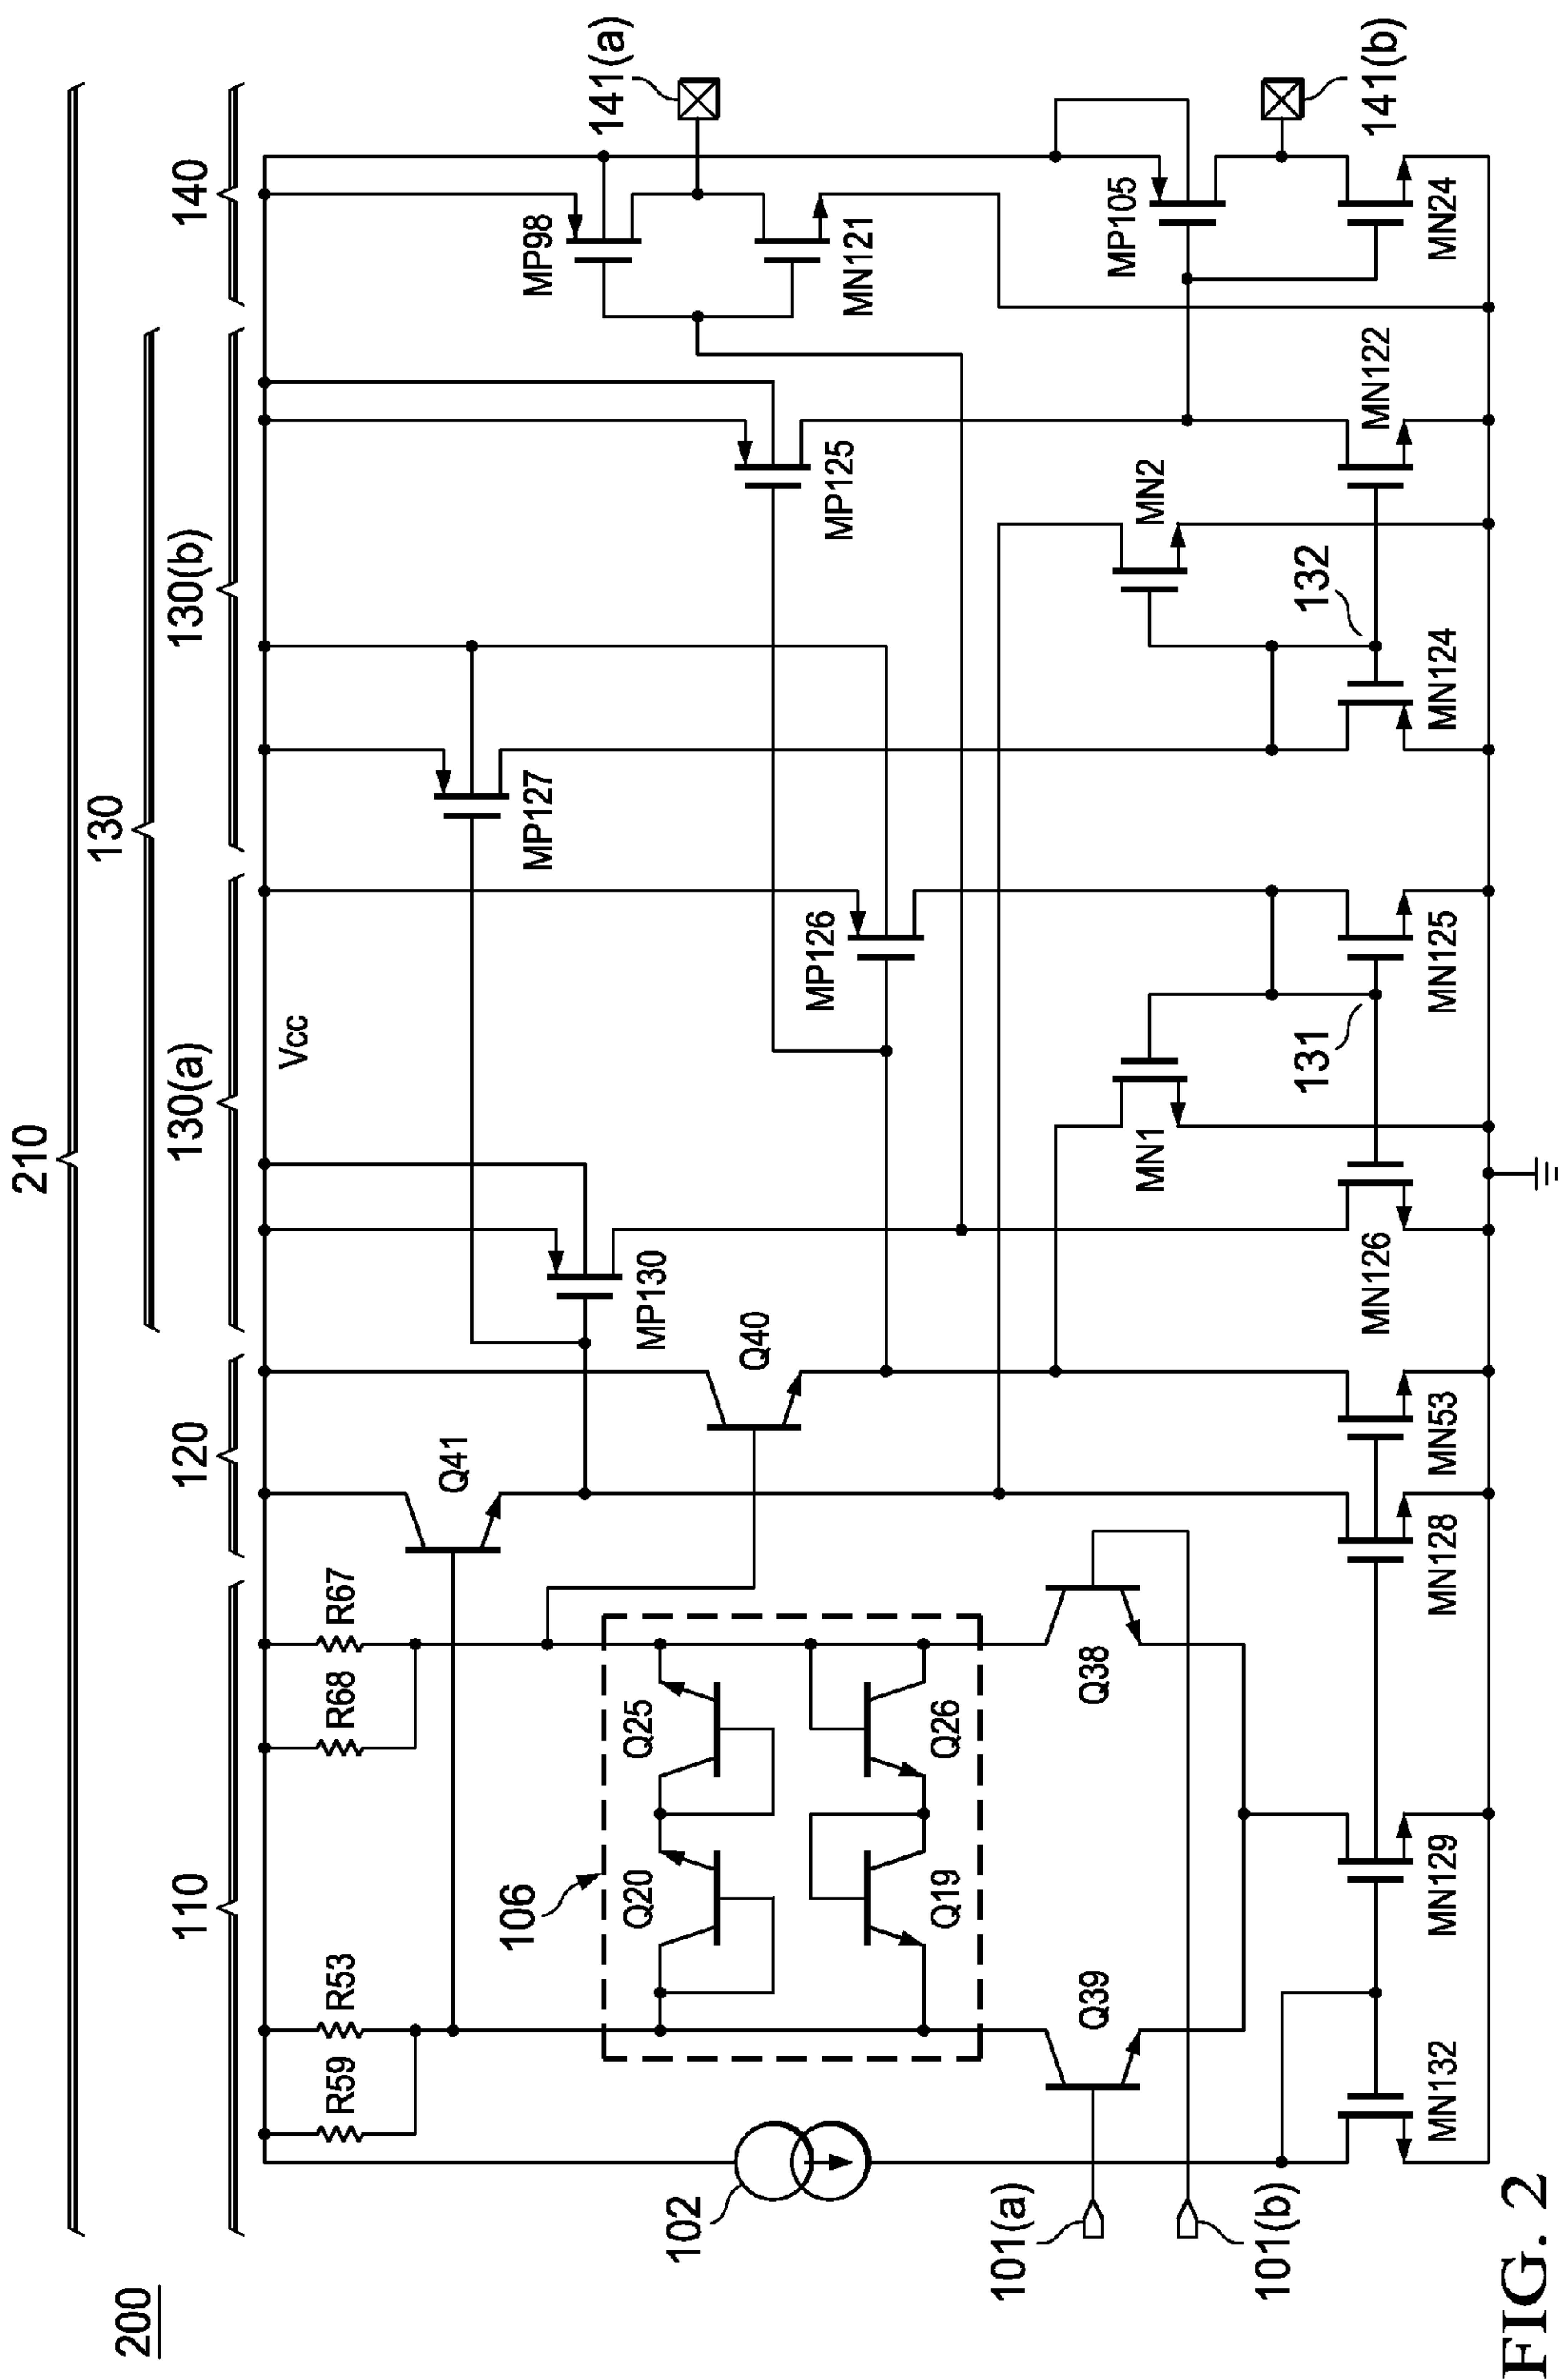 200
210
110
120
130
130(a)
130(b)
140
Vcc
R59
R53
R68
R67
Q41
Q40
MP130
MP127
MP126
MP125
MP98
MN121
141(a)
102
106
Q20
Q25
Q19
Q26
101(a)
101(b)
Q39
Q38
MN1
MN2
131
132
MP105
141(b)
MN132
MN129
MN128
MN53
MN126
MN125
MN124
MN122
MN24
FIG. 2